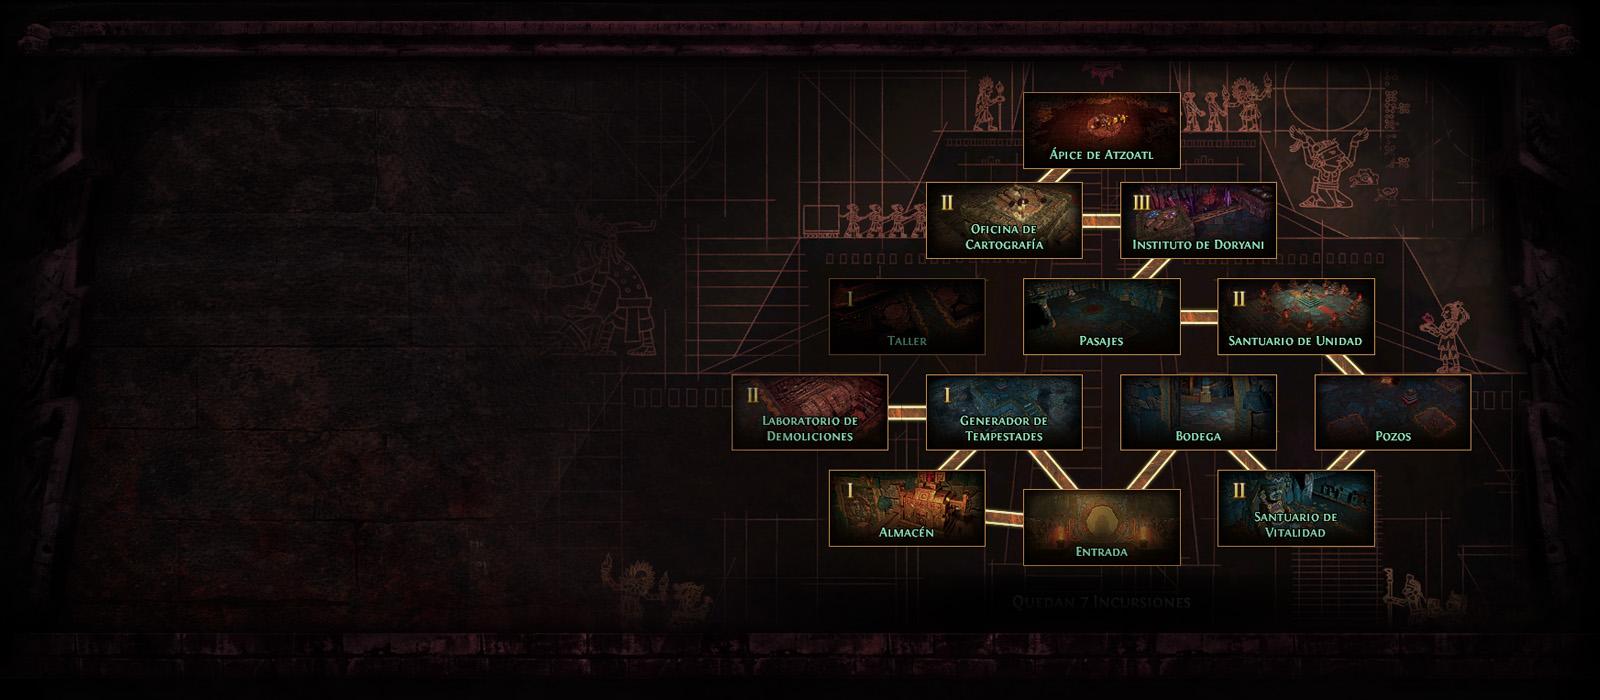 Ápice de Atzoatl
II
Oficina de
Cartografía
III
Instituto de Doryani
I
Taller
Pasajes
II
Santuario de Unidad
II
Laboratorio de
Demoliciones
I
Generador de
Tempestades
Bodega
Pozos
I
Almacén
Entrada
II
Santuario de
Vitalidad
Quedan 7 Incursiones